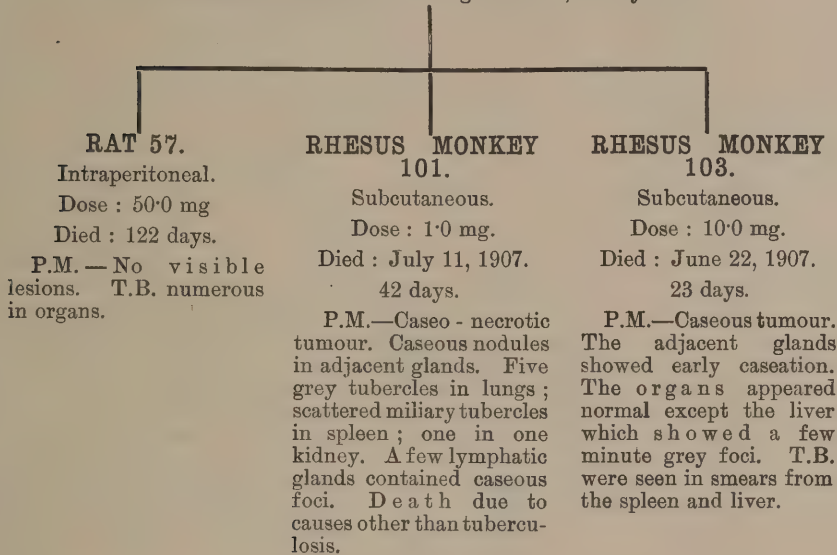 RAT 57.
Intraperitoneal.
Dose : 50·0 mg
Died : 122 days.
P.M. — No visible
lesions. T.B. numerous
in organs.
RHESUS MONKEY
101.
Subcutaneous.
Dose : 1·0 mg.
Died : July 11, 1907.
42 days.
P.M.—Caseo - necrotic
tumour. Caseous nodules
in adjacent glands. Five
grey tubercles in lungs ;
scattered miliary tubercles
in spleen ; one in one
kidney. A few lymphatic
glands contained caseous
foci. Death due to
causes other than tubercu-
losis.
RHESUS MONKEY
103.
Subcutaneous.
Dose : 10·0 mg.
Died : June 22, 1907.
23 days.
P.M.—Caseous tumour.
The adjacent glands
showed early caseation.
The organs appeared
normal except the liver
which showed a few
minute grey foci. T.B.
were seen in smears from
the spleen and liver.